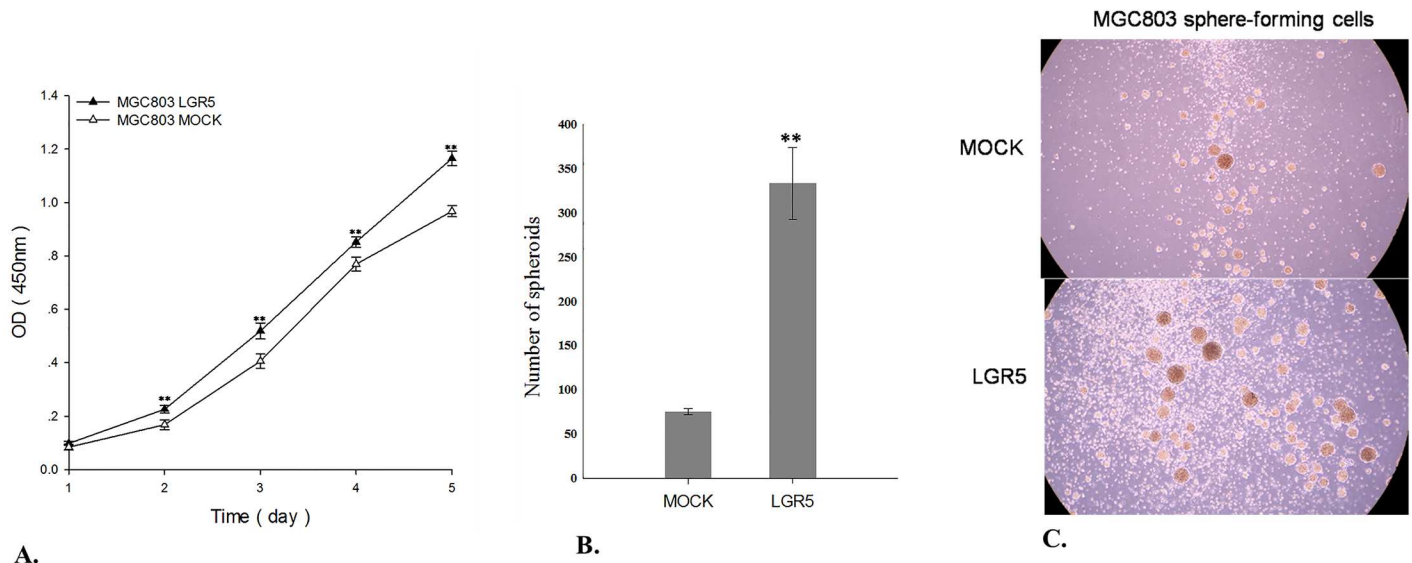 1.4
1.2
1.0
.8
.6
.4
.2
0.0
OD ( 450nm )
MGC803 LGR5
MGC803 MOCK
**
**
**
**
1 2 3 4 5
Time ( day )
A.
400
350
300
250
200
150
100
50
0
Number of spheroids
**
MOCK LGR5
B.
MGC803 sphere-forming cells
MOCK
LGR5
C.